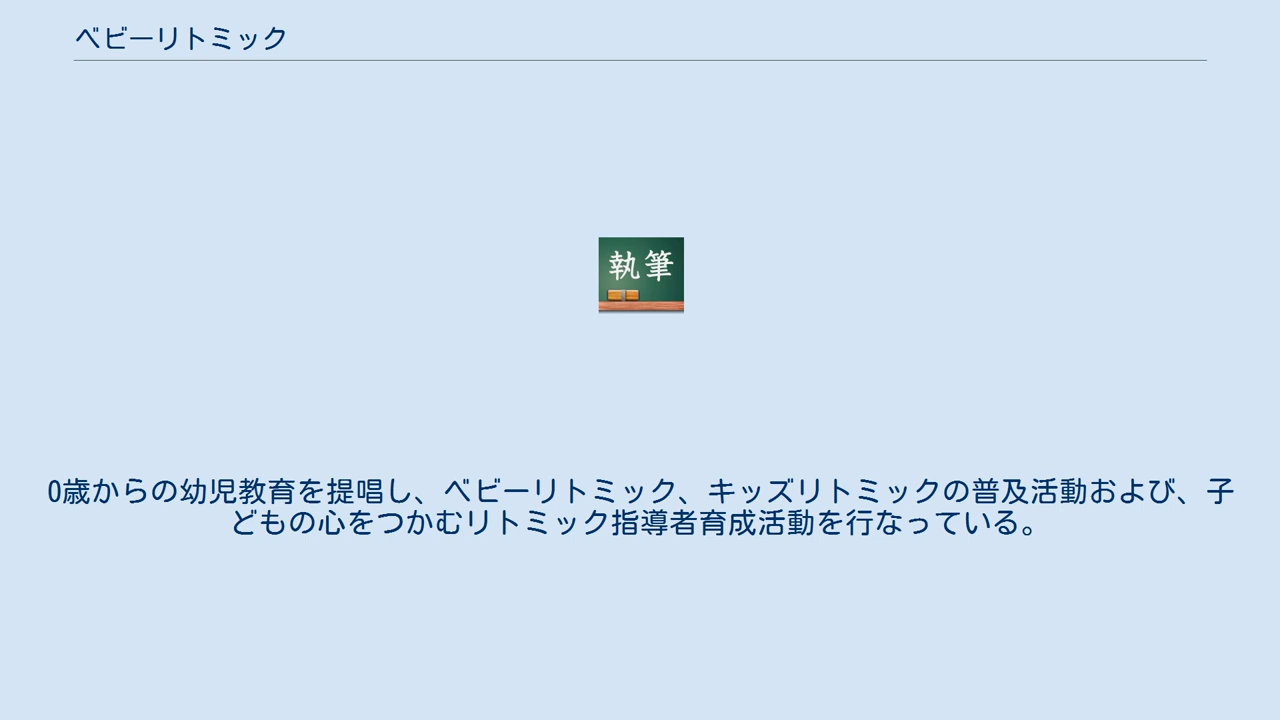 ベビーリトミック
執筆
0歳からの幼児教育を提唱し、ベビーリトミック、キッズリトミックの普及活動および、子
どもの心をつかむリトミック指導者育成活動を行なっている。